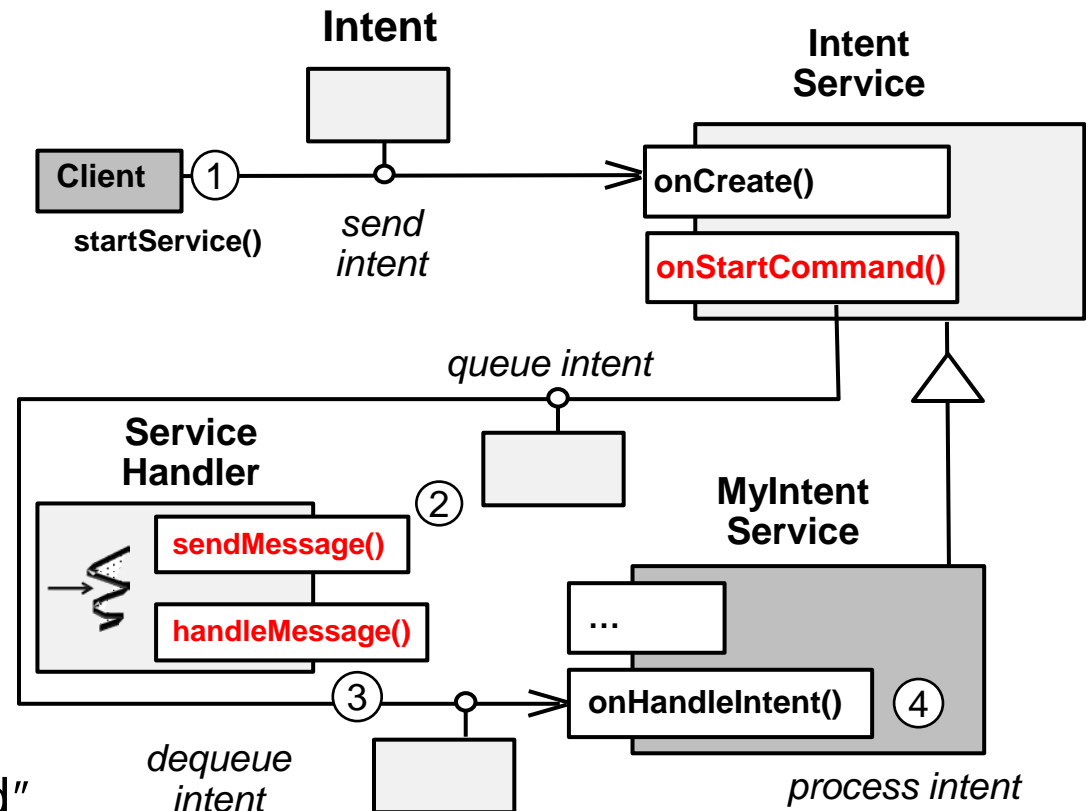 Intent
Intent
Service
Client
1
startService()
send
intent
onCreate()
onStartCommand()
queue intent
Service
Handler
2
sendMessage()
handleMessage()
MyIntent
Service
…
3
onHandleIntent()
4
dequeue
intent
process intent
d"